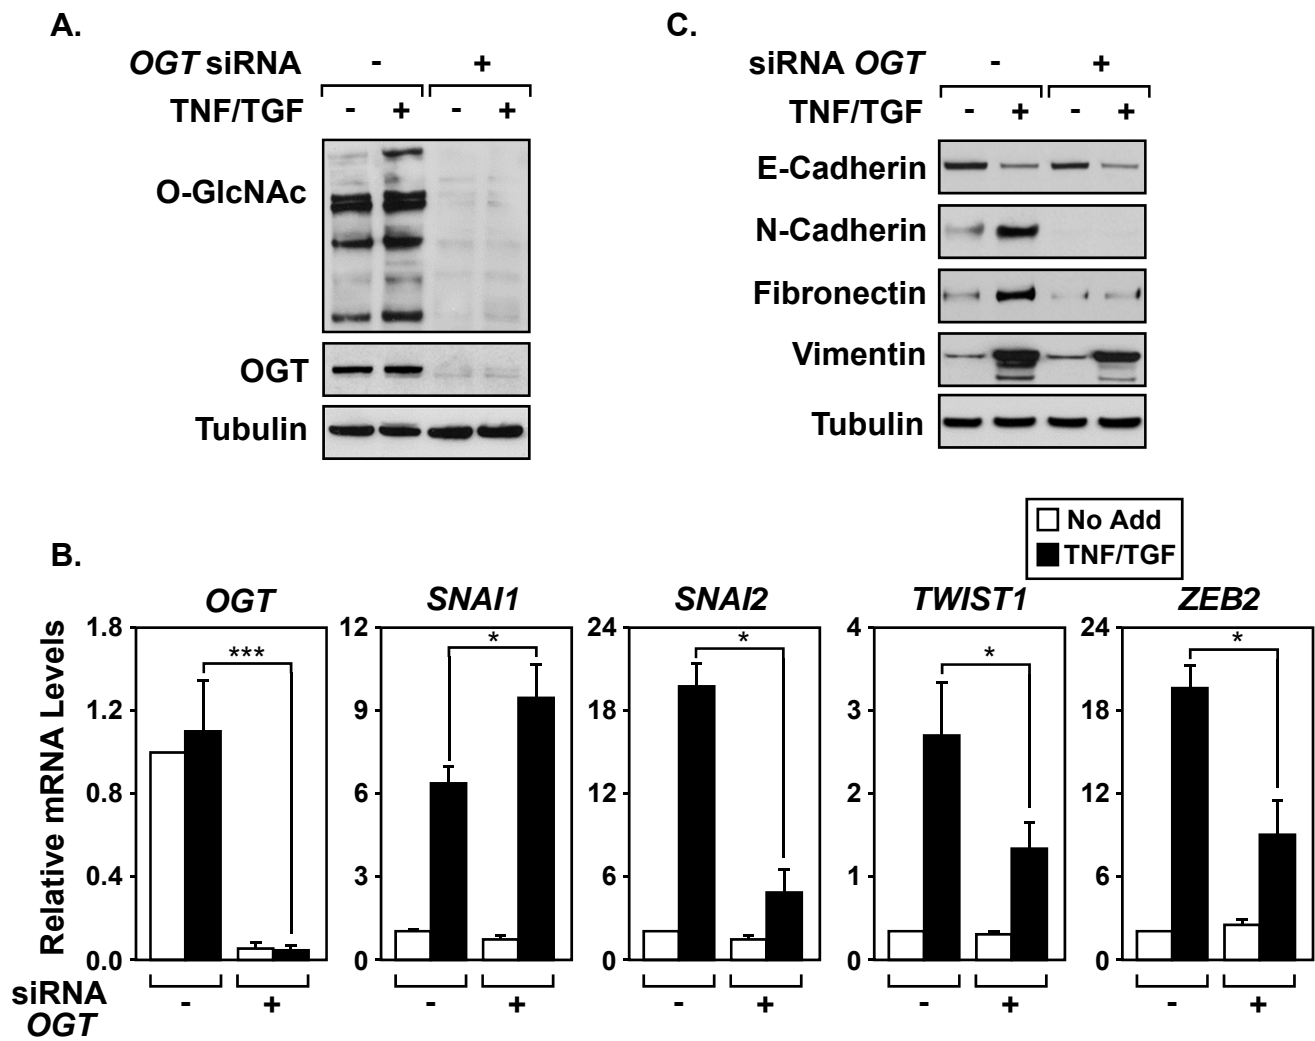 A.
OGT siRNA - +
TNF/TGF - + - +
O-GlcNAc
OGT
Tubulin
C.
siRNA OGT - +
TNF/TGF - + - +
E-Cadherin
N-Cadherin
Fibronectin
Vimentin
Tubulin
No Add
TNF/TGF
B.
Relative mRNA Levels
OGT
1.8
1.2
0.8
0.4
0.0
***
SNAI1
12
9
6
3
0
*
SNAI2
24
18
12
6
0
*
TWIST1
4
3
2
1
0
*
ZEB2
24
18
12
6
0
*
siRNA
OGT
- + - + - + - + - +